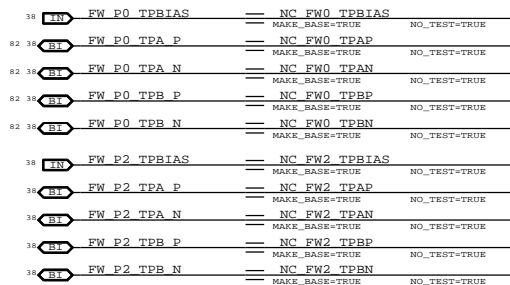 38 IN FW_P0_TPBIAS NC_FW0_TPBIAS
MAKE_BASE=TRUE NO_TEST=TRUE
82 38 BI FW_P0_TPA_P NC_FW0_TPAP
MAKE_BASE=TRUE NO_TEST=TRUE
82 38 BI FW_P0_TPA_N NC_FW0_TPAN
MAKE_BASE=TRUE NO_TEST=TRUE
82 38 BI FW_P0_TPB_P NC_FW0_TPBP
MAKE_BASE=TRUE NO_TEST=TRUE
82 38 BI FW_P0_TPB_N NC_FW0_TPBN
MAKE_BASE=TRUE NO_TEST=TRUE
38 IN FW_P2_TPBIAS NC_FW2_TPBIAS
MAKE_BASE=TRUE NO_TEST=TRUE
38 BI FW_P2_TPA_P NC_FW2_TPAP
MAKE_BASE=TRUE NO_TEST=TRUE
38 BI FW_P2_TPA_N NC_FW2_TPAN
MAKE_BASE=TRUE NO_TEST=TRUE
38 BI FW_P2_TPB_P NC_FW2_TPBP
MAKE_BASE=TRUE NO_TEST=TRUE
38 BI FW_P2_TPB_N NC_FW2_TPBN
MAKE_BASE=TRUE NO_TEST=TRUE